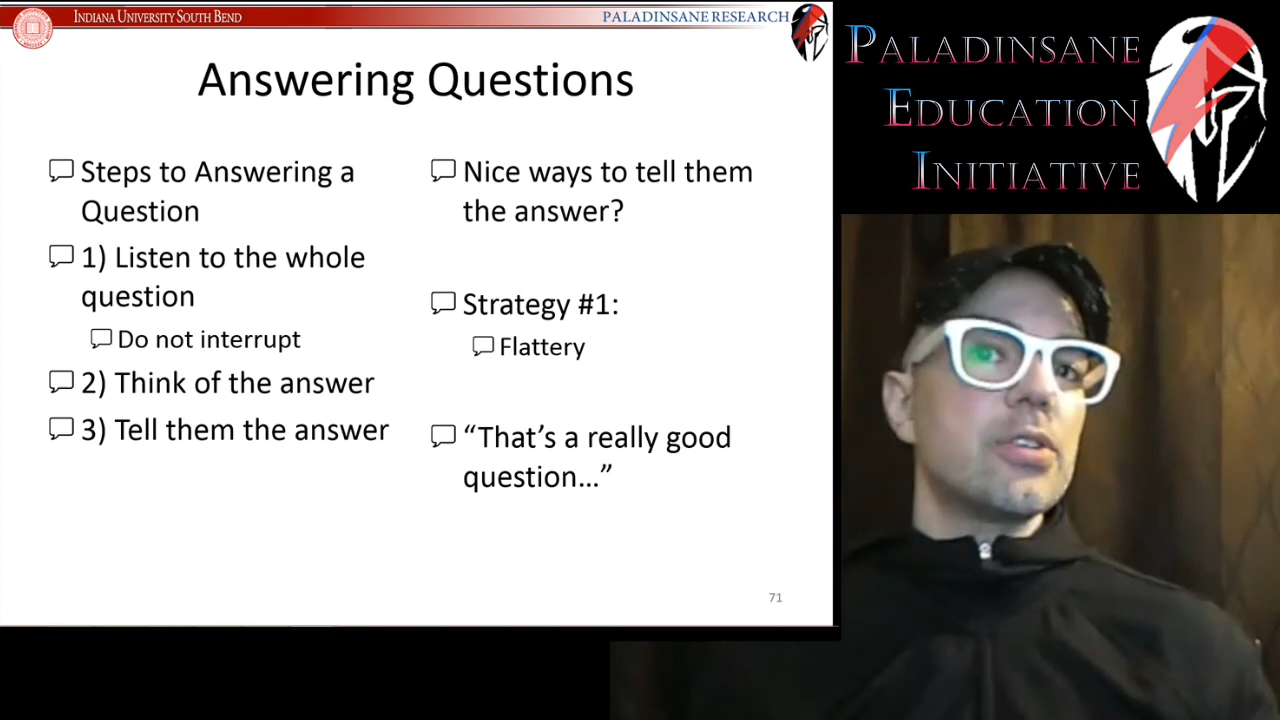 INDIANA UNIVERSITY SOUTH BEND
PALADINSANE RESEARCH
Answering Questions
Steps to Answering a
Question
1) Listen to the whole
question
Do not interrupt
2) Think of the answer
3) Tell them the answer
Nice ways to tell them
the answer?
Strategy #1:
Flattery
“That’s a really good
question…”
71
PALADINSANE
EDUCATION
INITIATIVE